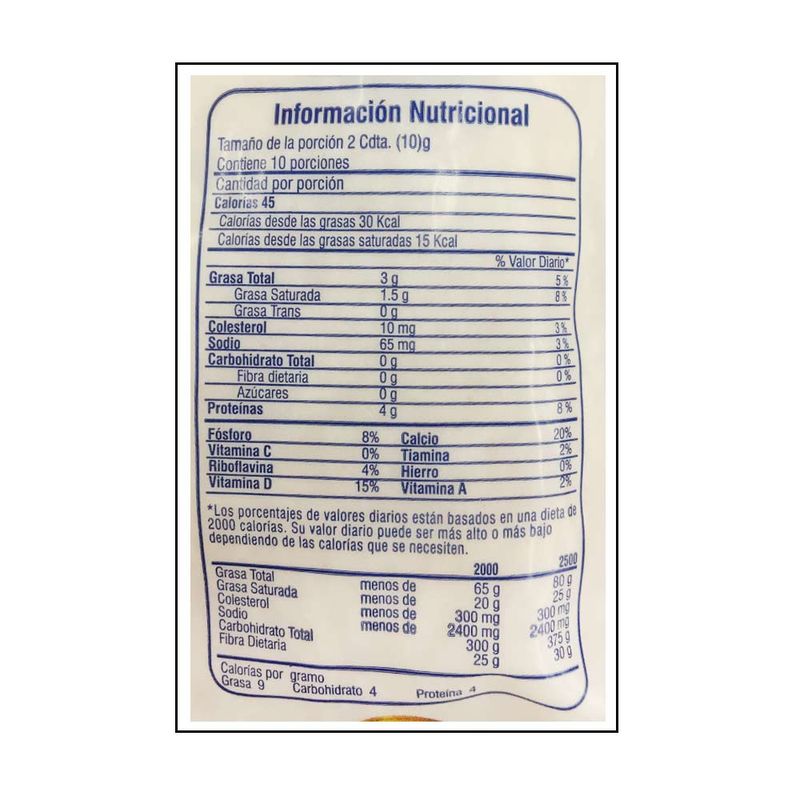 Información Nutricional
Tamaño de la porción 2 Cdta. (10)g
Contiene 10 porciones
Cantidad por porción
Calorías 45
Calorías desde las grasas 30 Kcal
Calorías desde las grasas saturadas 15 Kcal
% Valor Diario*
Grasa Total 3 g 5%
Grasa Saturada 1.5 g 8%
Grasa Trans 0 g
Colesterol 10 mg 3%
Sodio 65 mg 3%
Carbohidrato Total 0 g 0%
Fibra dietaria 0 g 0%
Azúcares 0 g
Proteínas 4 g 8%
Fósforo 8% Calcio 20%
Vitamina C 0% Tiamina 2%
Riboflavina 4% Hierro 0%
Vitamina D 15% Vitamina A 2%
*Los porcentajes de valores diarios están basados en una dieta de
2000 calorías. Su valor diario puede ser más alto o más bajo
dependiendo de las calorías que se necesiten.
2000 2500
Grasa Total menos de 65 g 80 g
Grasa Saturada menos de 20 g 25 g
Colesterol menos de 300 mg 300 mg
Sodio menos de 2400 mg 2400 mg
Carbohidrato Total 300 g 375 g
Fibra Dietaria 25 g 30 g
Calorías por gramo
Grasa 9 Carbohidrato 4 Proteína 4